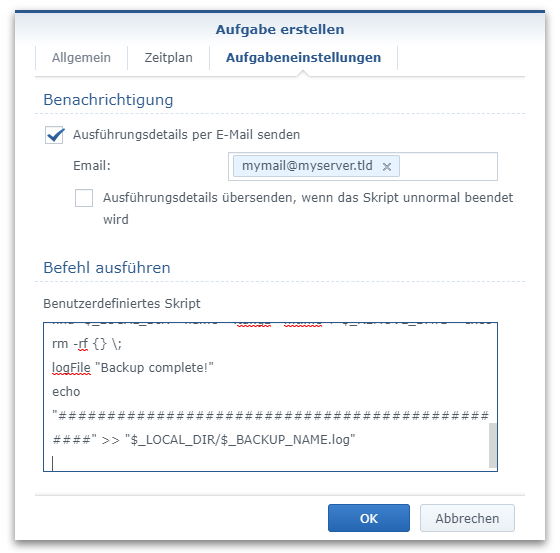 Aufgabe erstellen
Allgemein
Zeitplan
Aufgabeneinstellungen
Benachrichtigung
Ausführungsdetails per E-Mail senden
Email:
mymail@myserver.tld ×
Ausführungsdetails übersenden, wenn das Skript unnormal beendet
wird
Befehl ausführen
Benutzerdefiniertes Skript
rm -rf {} \;
logFile "Backup complete!"
echo
"############################################
####" >> "$_LOCAL_DIR/$_BACKUP_NAME.log"
OK
Abbrechen